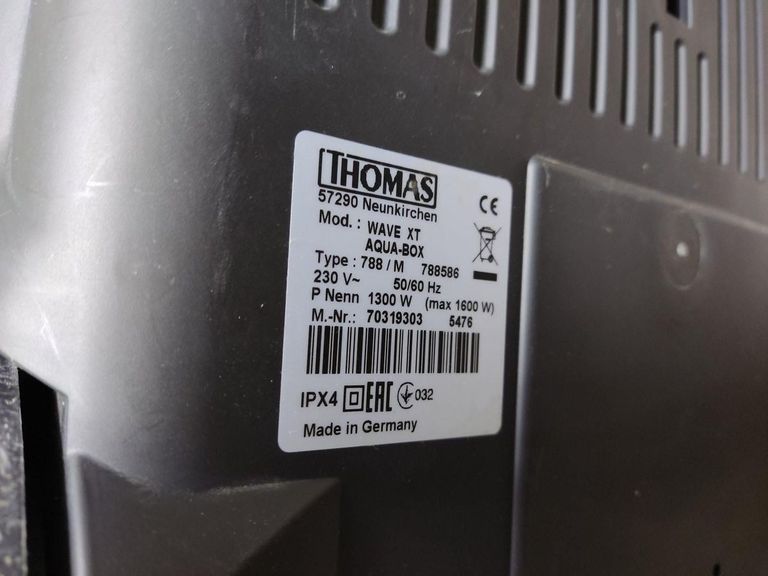 THOMAS
57290 Neunkirchen
Mod. : WAVE XT
AQUA-BOX
Type : 788 / M 788586
230 V~ 50/60 Hz
P Nenn 1300 W (max 1600 W)
M.-Nr.: 70319303 5476
IPX4 EAC 032
Made in Germany